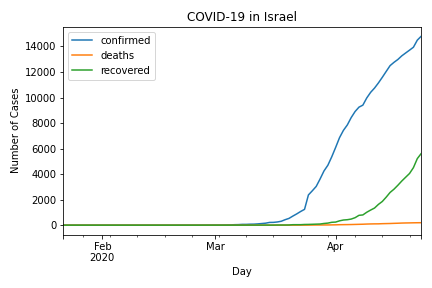 COVID-19 in Israel
confirmed
deaths
recovered
14000
12000
10000
8000
6000
4000
2000
0
Number of Cases
Feb
2020
Mar
Apr
Day